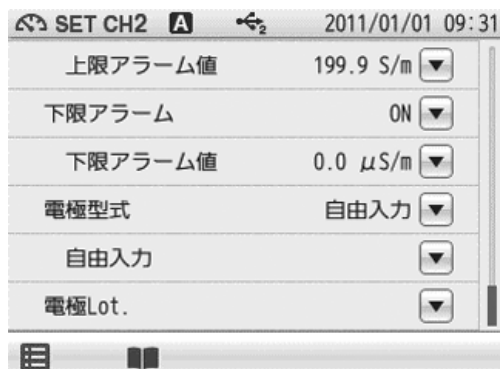 SET CH2 A 2 2011/01/01 09:31
上限アラーム値 199.9 S/m
下限アラーム ON
下限アラーム値 0.0 μS/m
電極型式 自由入力
自由入力
電極Lot.